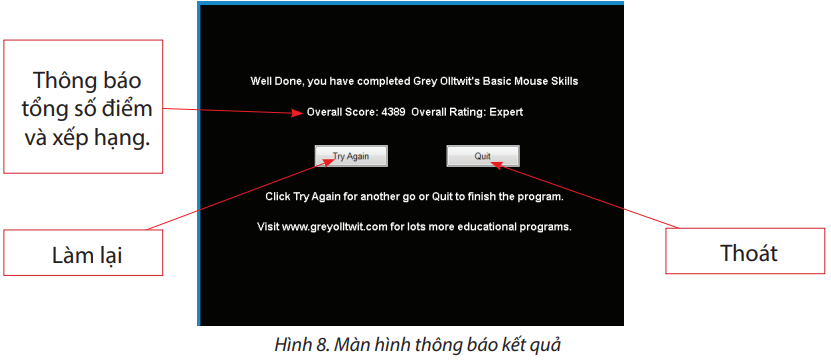 Thông báo
tổng số điểm
và xếp hạng.
Well Done, you have completed Grey Olltwit's Basic Mouse Skills
Overall Score: 4389 Overall Rating: Expert
Try Again
Quit
Click Try Again for another go or Quit to finish the program.
Visit www.greyolltwit.com for lots more educational programs.
Làm lại
Thoát
Hình 8. Màn hình thông báo kết quả